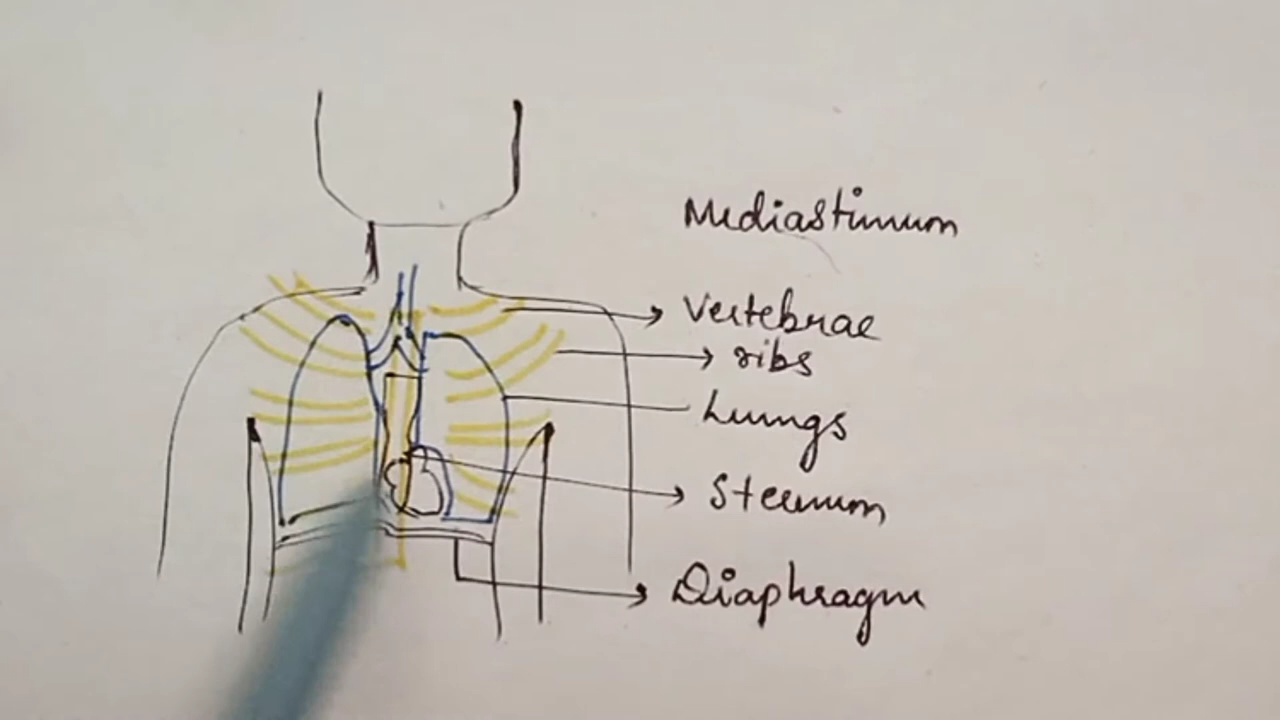 Mediastinum
Vertebrae
ribs
Lungs
Sternum
Diaphragm